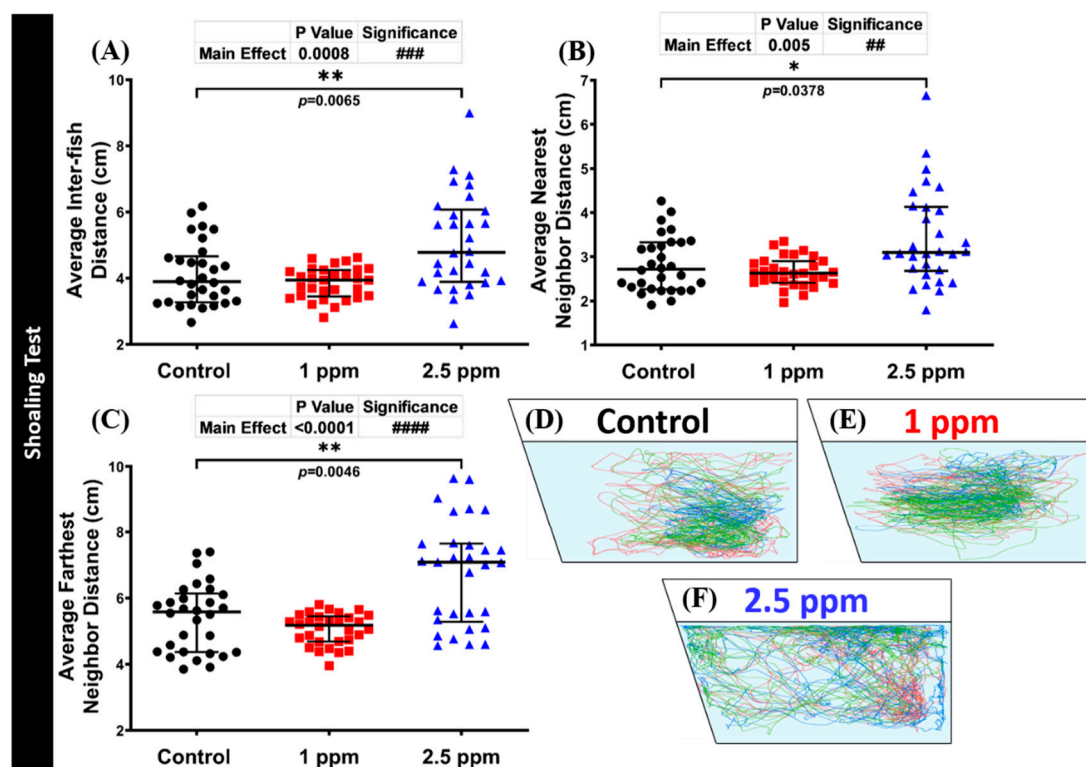 Shoaling Test
(A)
P Value Significance
Main Effect 0.0008 ###
**
p=0.0065
Average Inter-fish
Distance (cm)
10
8
6
4
2
Control 1 ppm 2.5 ppm
(B)
P Value Significance
Main Effect 0.005 ##
*
p=0.0378
Average Nearest
Neighbor Distance (cm)
7
6
5
4
3
2
1
Control 1 ppm 2.5 ppm
(C)
P Value Significance
Main Effect <0.0001 ####
**
p=0.0046
Average Farthest
Neighbor Distance (cm)
10
8
6
4
2
Control 1 ppm 2.5 ppm
(D) Control
(E) 1 ppm
(F) 2.5 ppm